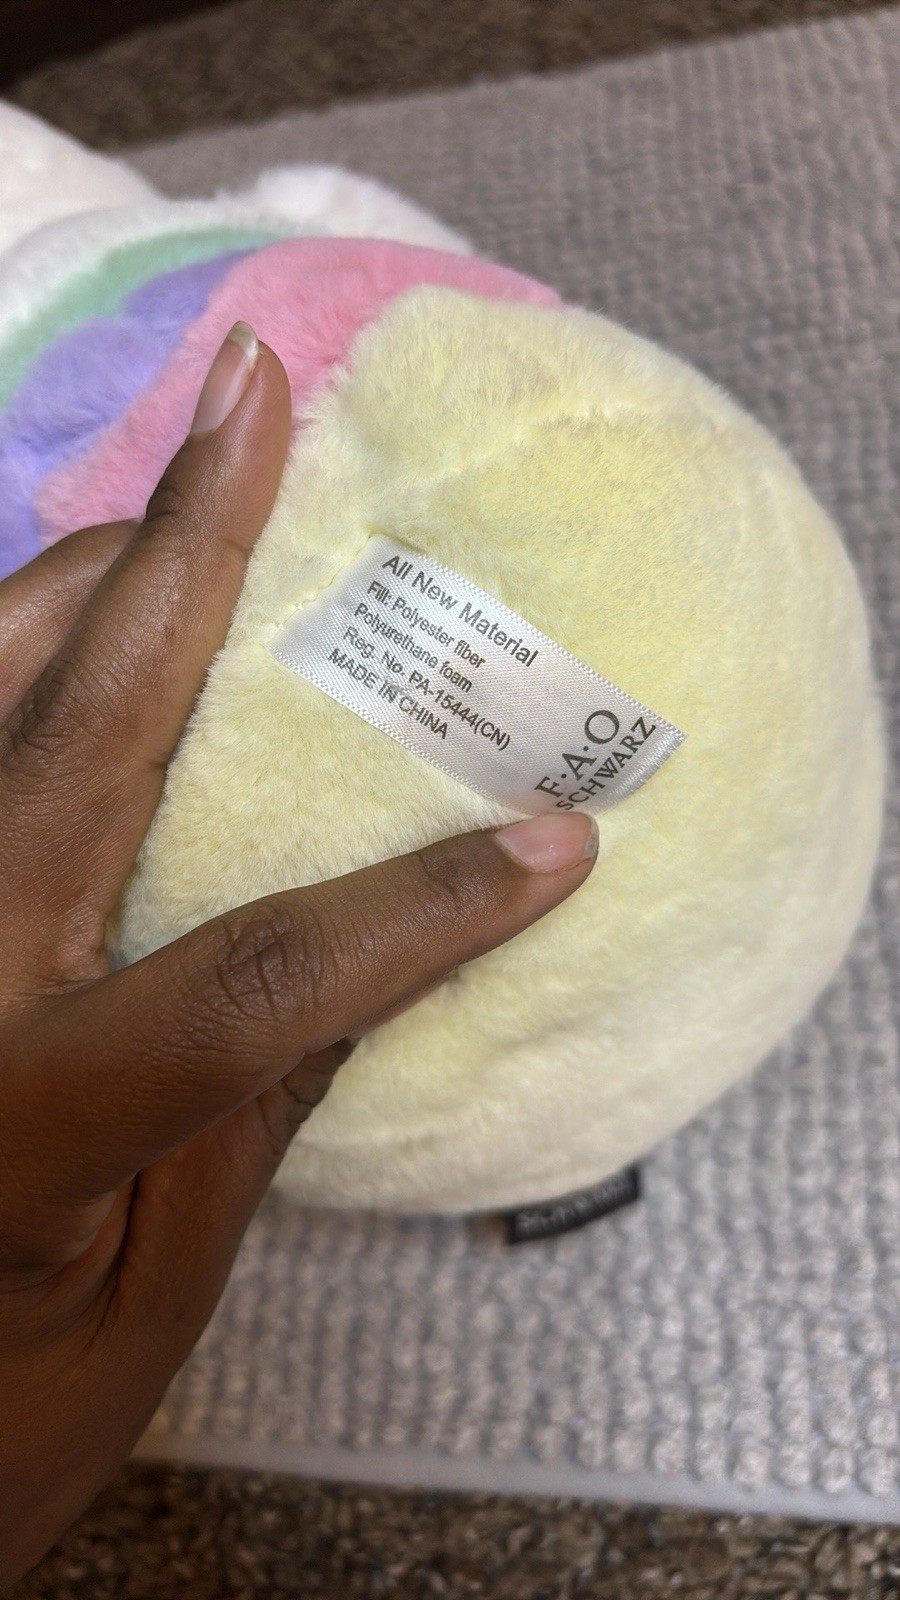 All New Material
Fill: Polyester fiber
Polyurethane foam
Reg. No. PA-15444(CN)
MADE IN CHINA
F·A·O
SCHWARZ